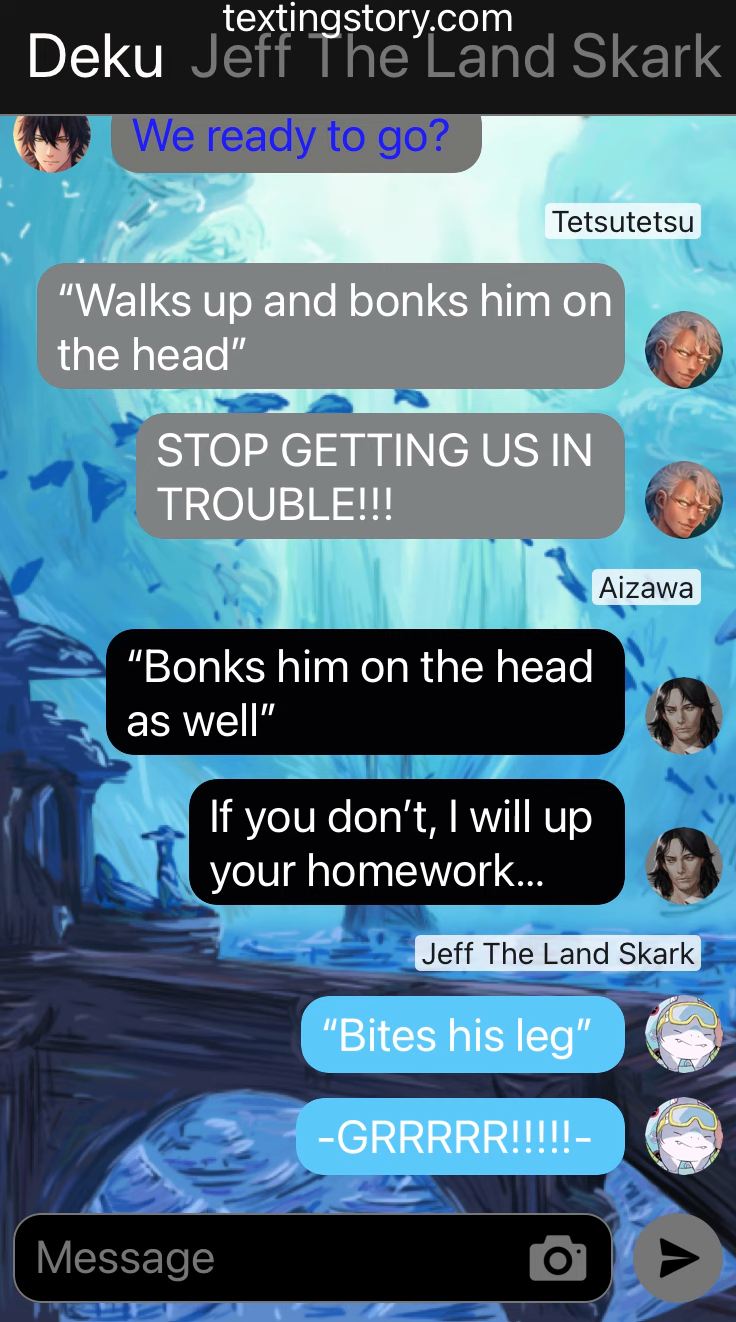 textingstory.com
Deku Jeff The Land Skark
We ready to go?
Tetsutetsu
“Walks up and bonks him on
the head”
STOP GETTING US IN
TROUBLE!!!
Aizawa
“Bonks him on the head
as well”
If you don’t, I will up
your homework...
Jeff The Land Skark
“Bites his leg”
-GRRRRR!!!!!-
Message